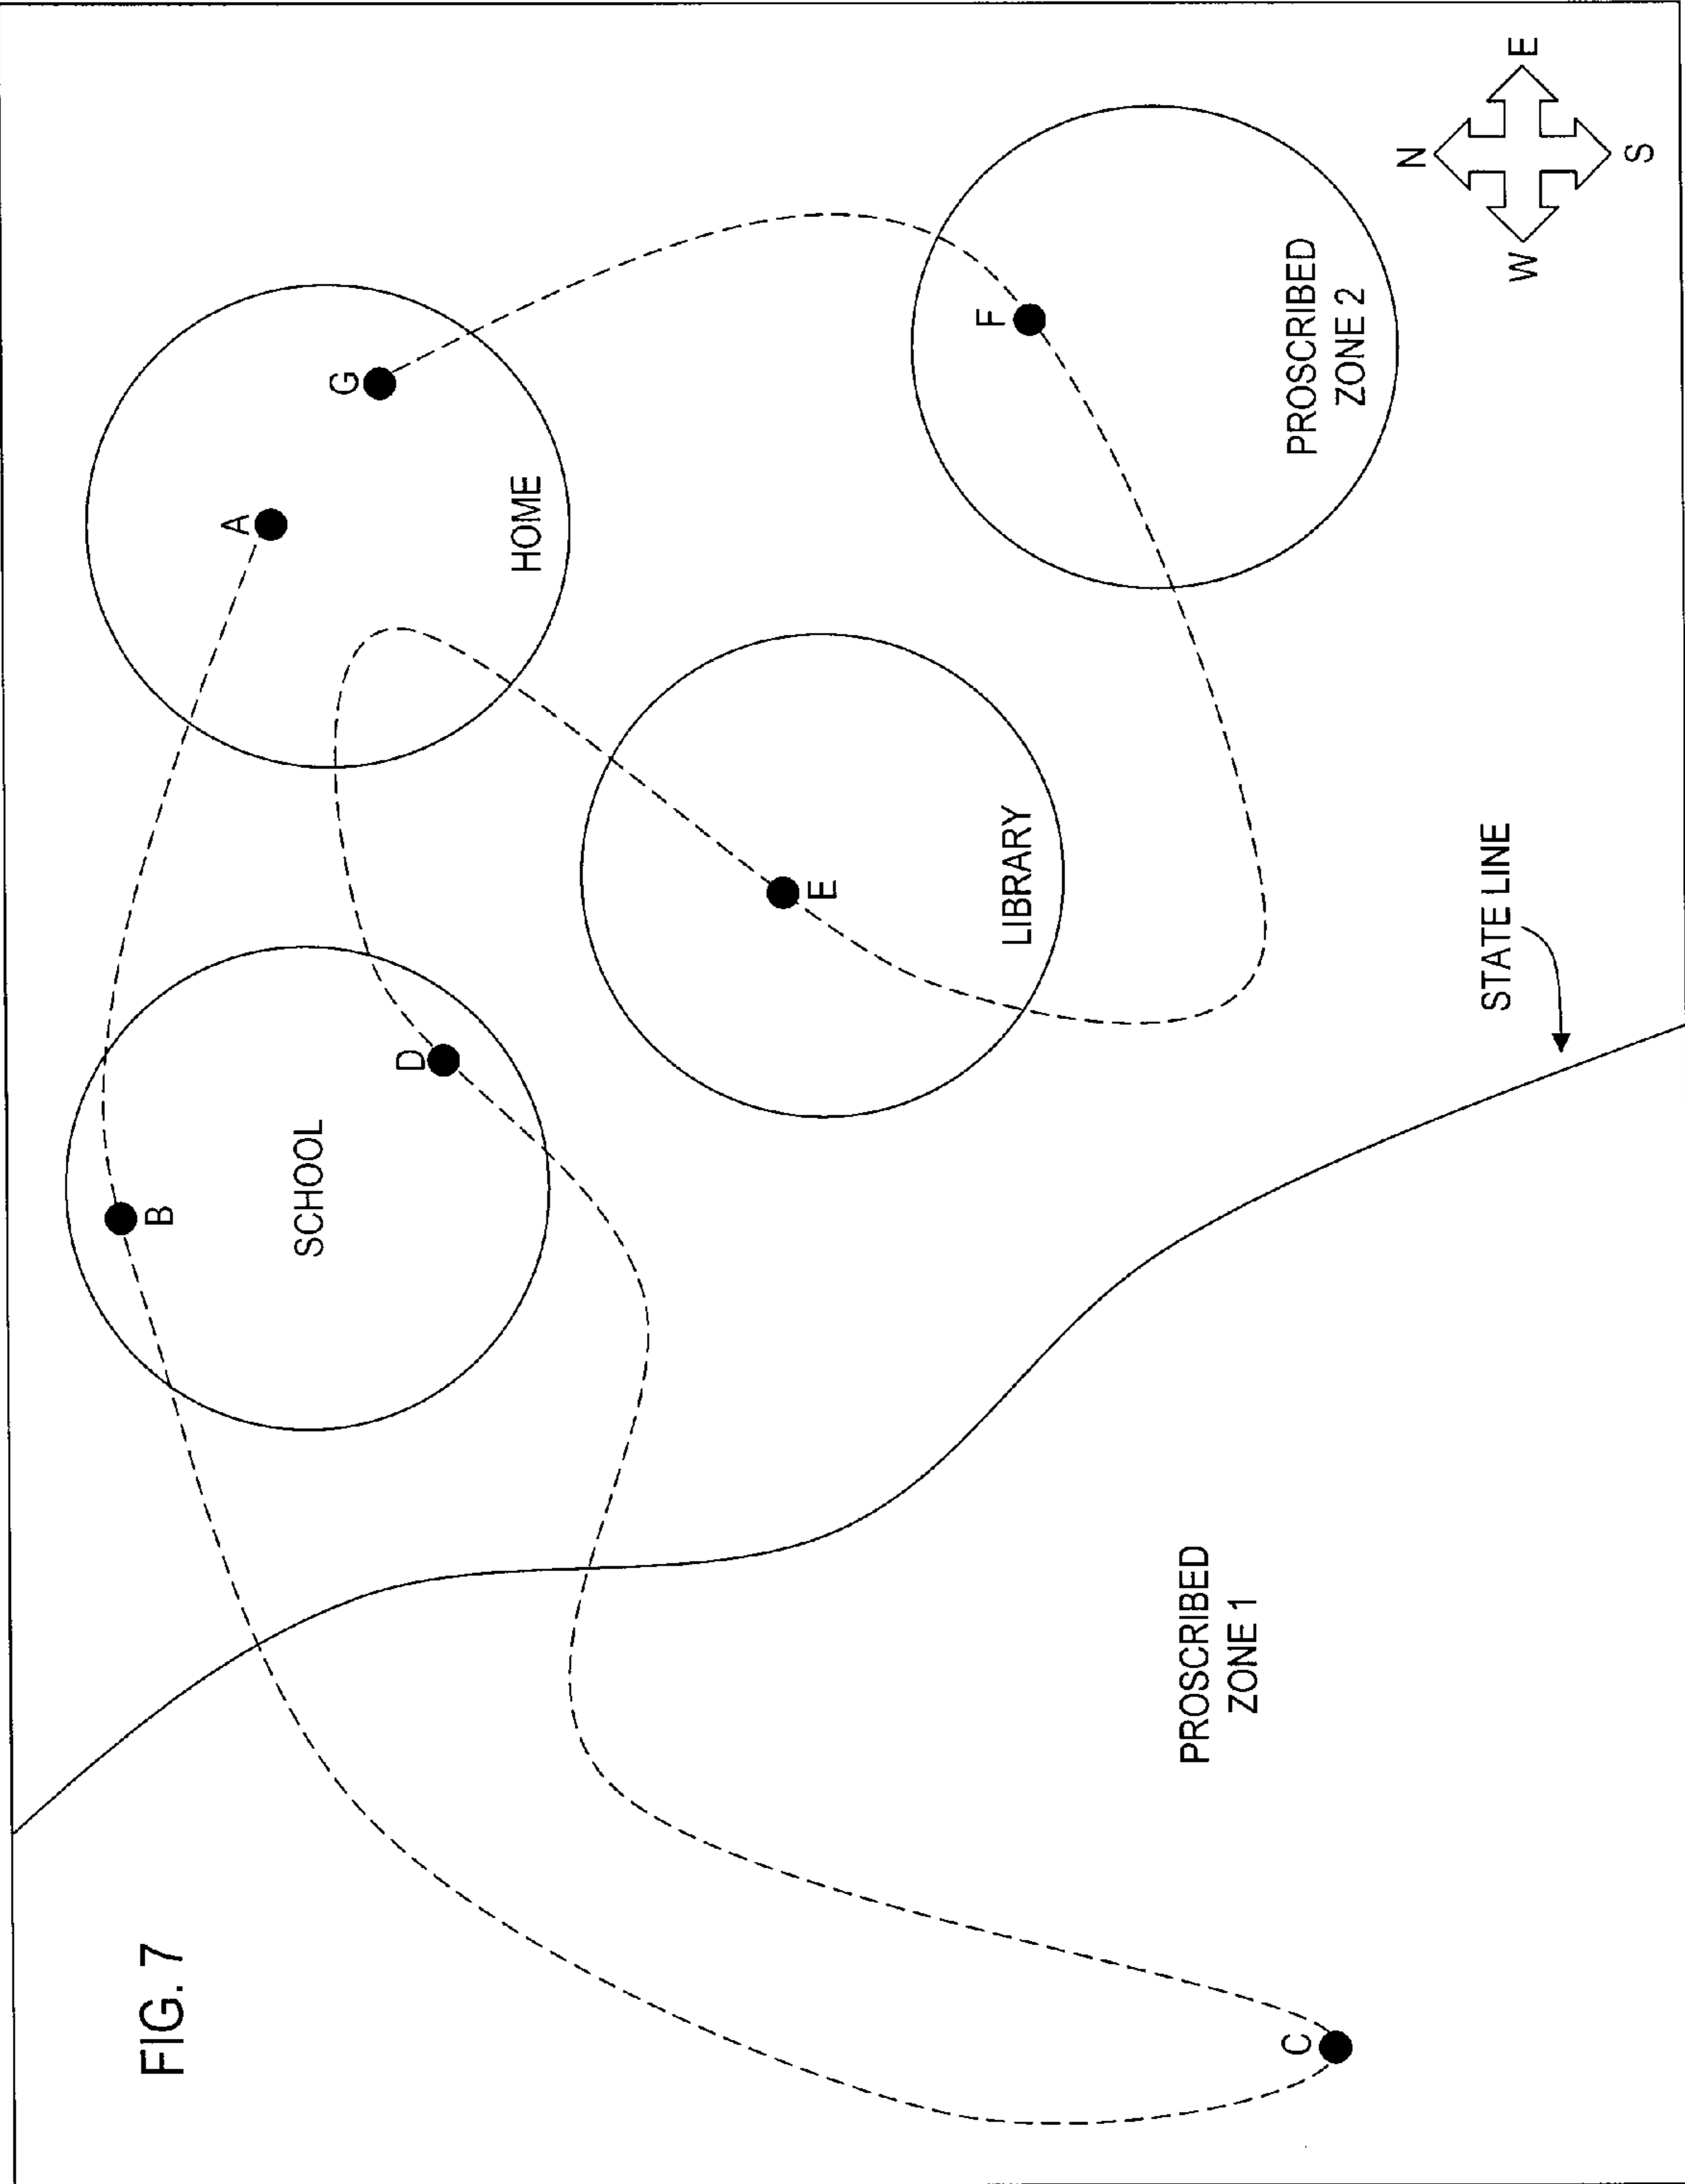 FIG. 7
B
A
SCHOOL
G
D
HOME
E
F
LIBRARY
PROSCRIBED
ZONE 1
C
PROSCRIBED
ZONE 2
N
STATE LINE
W
E
S